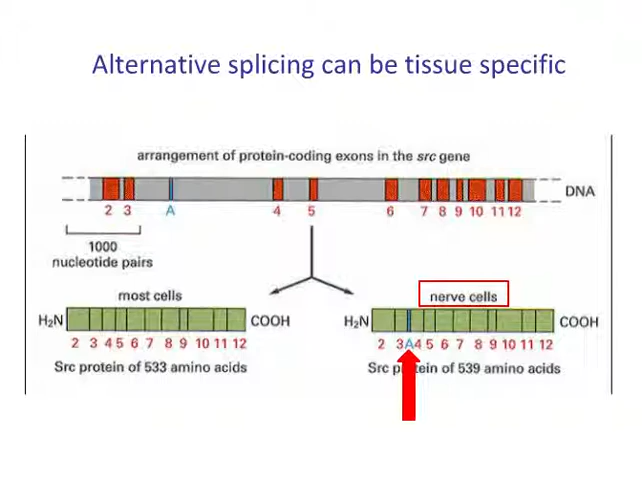 Alternative splicing can be tissue specific
arrangement of protein-coding exons in the src gene
DNA
2 3 A 4 5 6 7 8 9 10 11 12
1000
nucleotide pairs
most cells
H₂N COOH
2 3 4 5 6 7 8 9 10 11 12
Src protein of 533 amino acids
nerve cells
H₂N COOH
2 3 A 4 5 6 7 8 9 10 11 12
Src protein of 539 amino acids